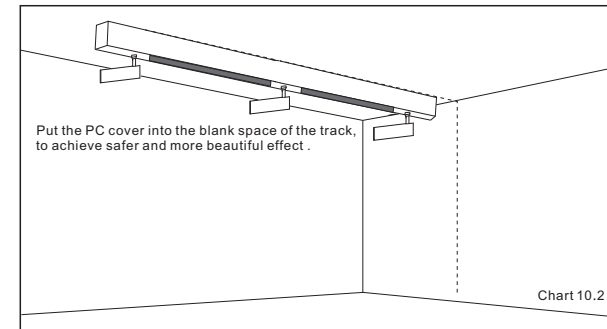 Put the PC cover into the blank space of the track,
to achieve safer and more beautiful effect .
Chart 10.2